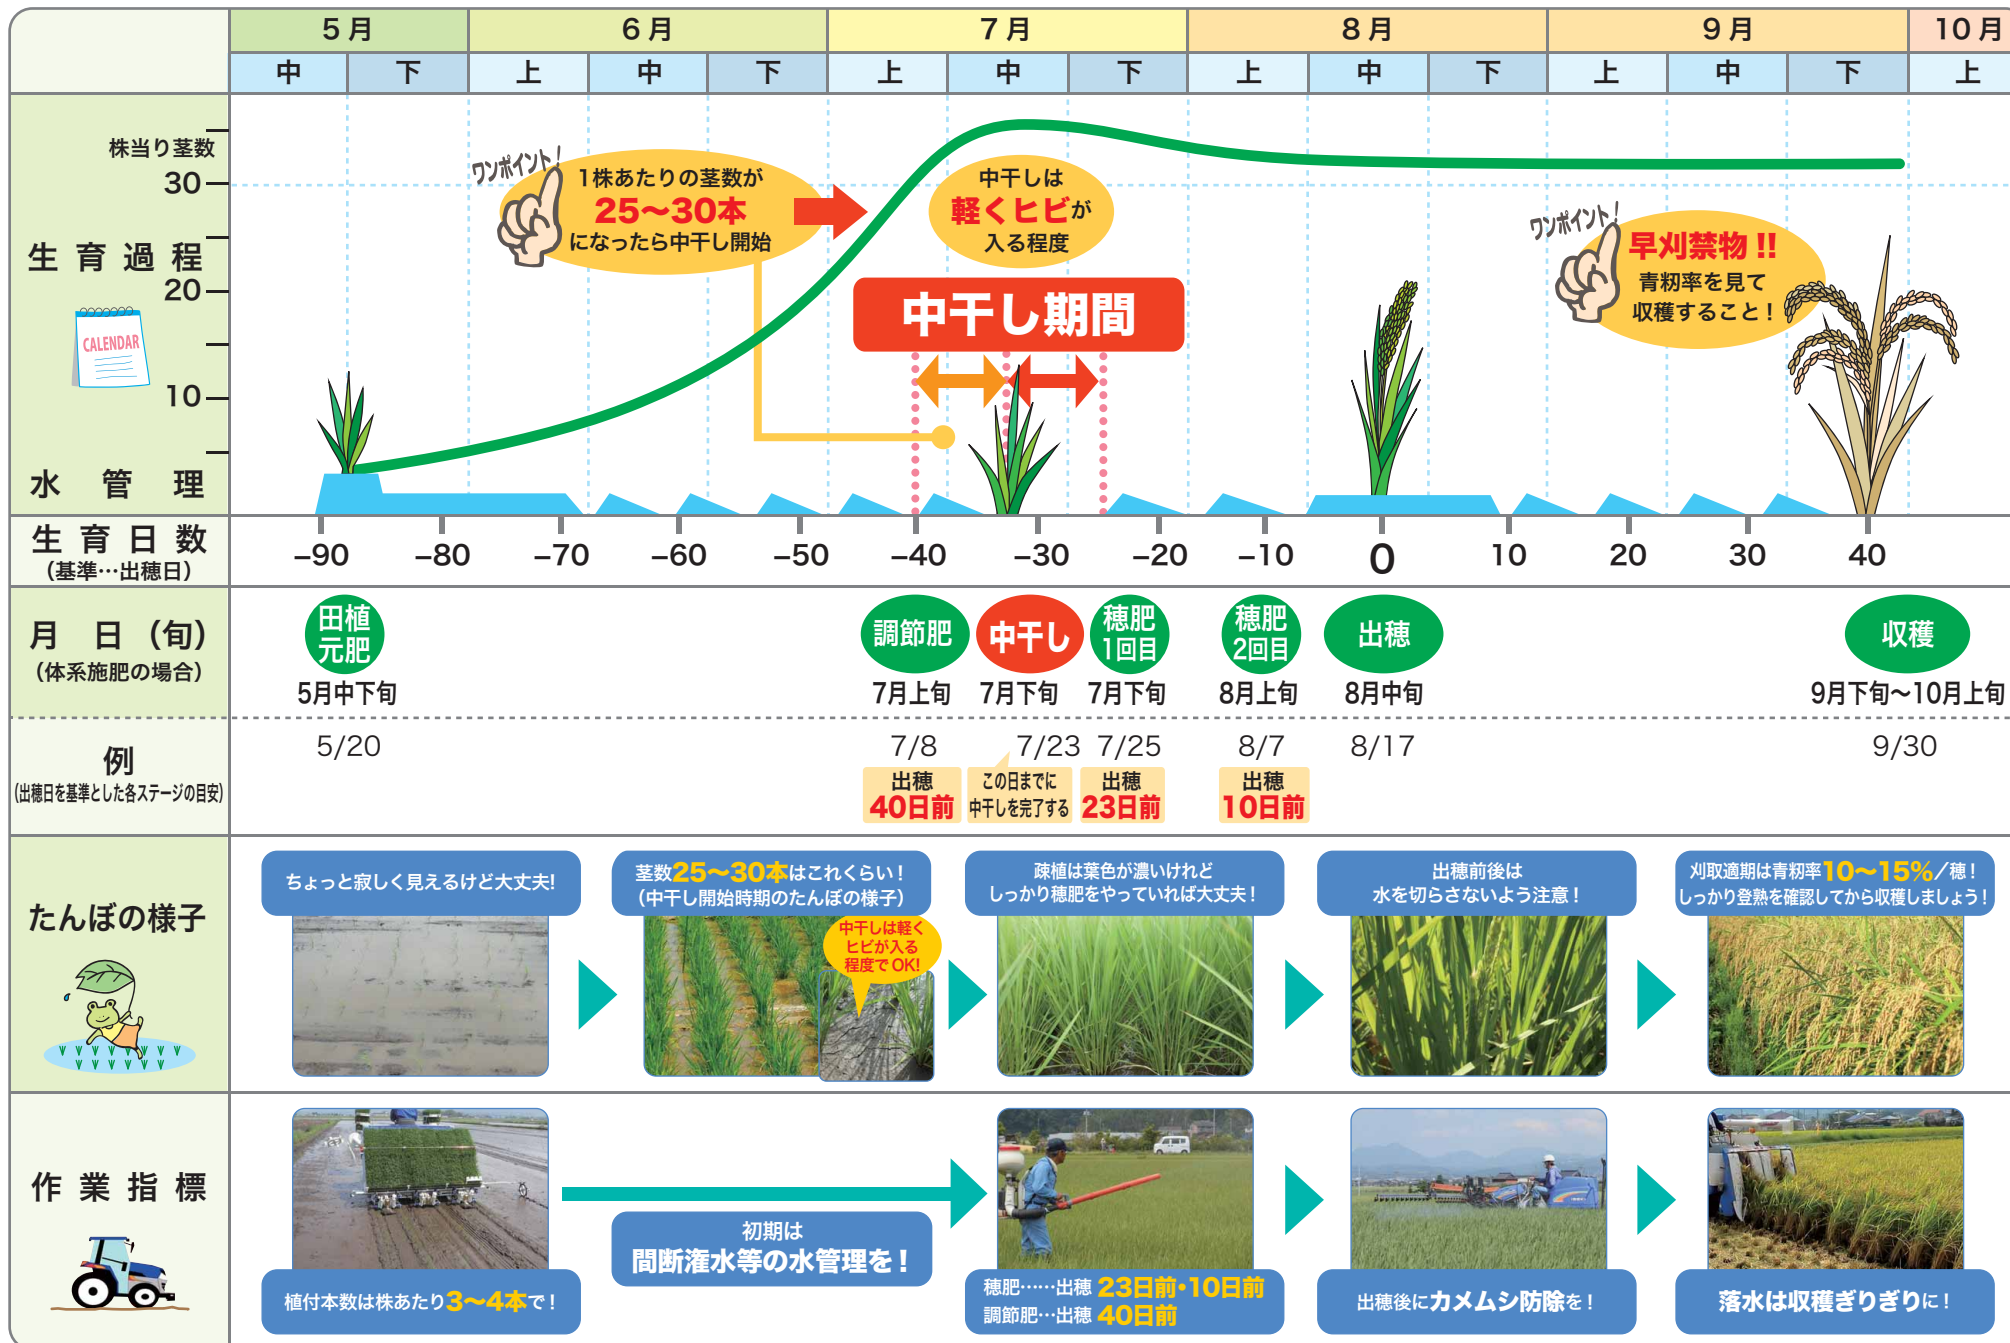 5月
6月
7月
8月
9月
10月
中
下
上
中
下
上
中
下
上
中
下
上
中
下
上
株当り茎数
30
20
10
生育過程
CALENDAR
水管理
ワンポイント!
1株あたりの茎数が
25〜30本
になったら中干し開始
中干しは
軽くヒビが
入る程度
中干し期間
ワンポイント!
早刈禁物!!
青籾率を見て
収穫すること!
生育日数
(基準…出穂日)
–90
–80
–70
–60
–50
–40
–30
–20
–10
0
10
20
30
40
月日(旬)
(体系施肥の場合)
田植
元肥
5月中下旬
調節肥
7月上旬
中干し
7月下旬
穂肥
1回目
7月下旬
穂肥
2回目
8月上旬
出穂
8月中旬
収穫
9月下旬〜10月上旬
例
(出穂日を基準とした各ステージの目安)
5/20
7/8
出穂
40日前
7/23
この日までに
中干しを完了する
7/25
出穂
23日前
8/7
出穂
10日前
8/17
9/30
たんぼの様子
ちょっと寂しく見えるけど大丈夫!
茎数25〜30本はこれくらい!
(中干し開始時期のたんぼの様子)
中干しは軽く
ヒビが入る
程度でOK!
疎植は葉色が濃いけれど
しっかり穂肥をやっていれば大丈夫!
出穂前後は
水を切らさないよう注意!
刈取適期は青籾率10〜15%/穂!
しっかり登熟を確認してから収穫しましょう!
作業指標
植付本数は株あたり3〜4本で!
初期は
間断潅水等の水管理を!
穂肥……出穂 23日前・10日前
調節肥…出穂 40日前
出穂後にカメムシ防除を!
落水は収穫ぎりぎりに!